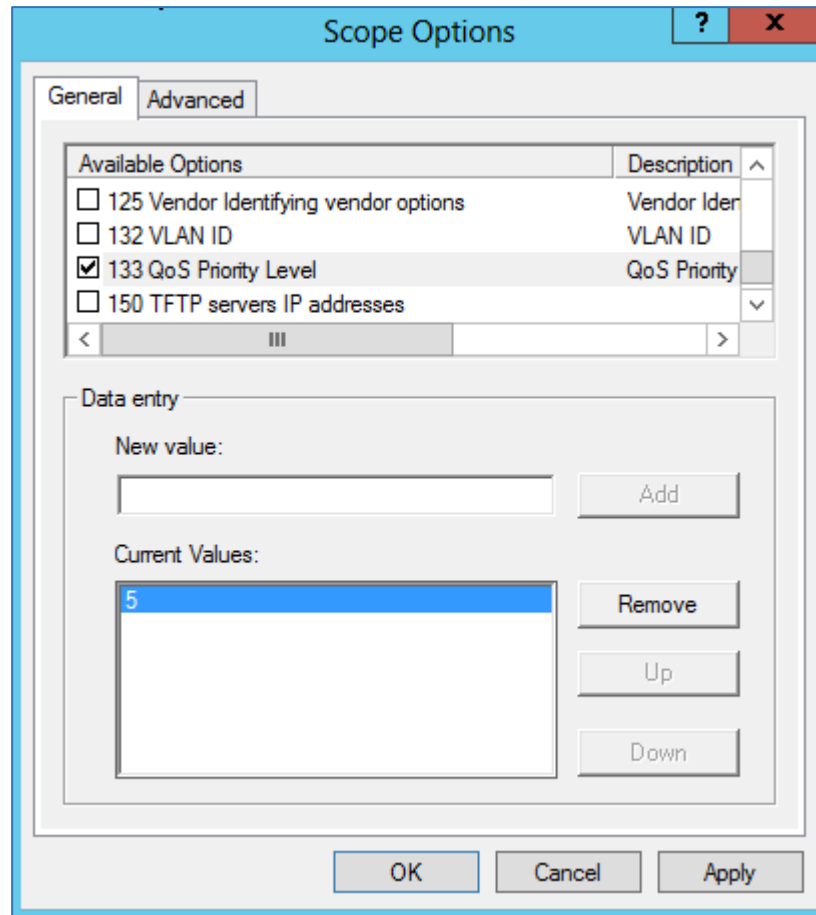 Scope Options
?
x
General
Advanced
Available Options
Description
125 Vendor Identifying vendor options
Vendor Iden
132 VLAN ID
VLAN ID
133 QoS Priority Level
QoS Priority
150 TFTP servers IP addresses
Data entry
New value:
Add
Current Values:
5
Remove
Up
Down
OK
Cancel
Apply